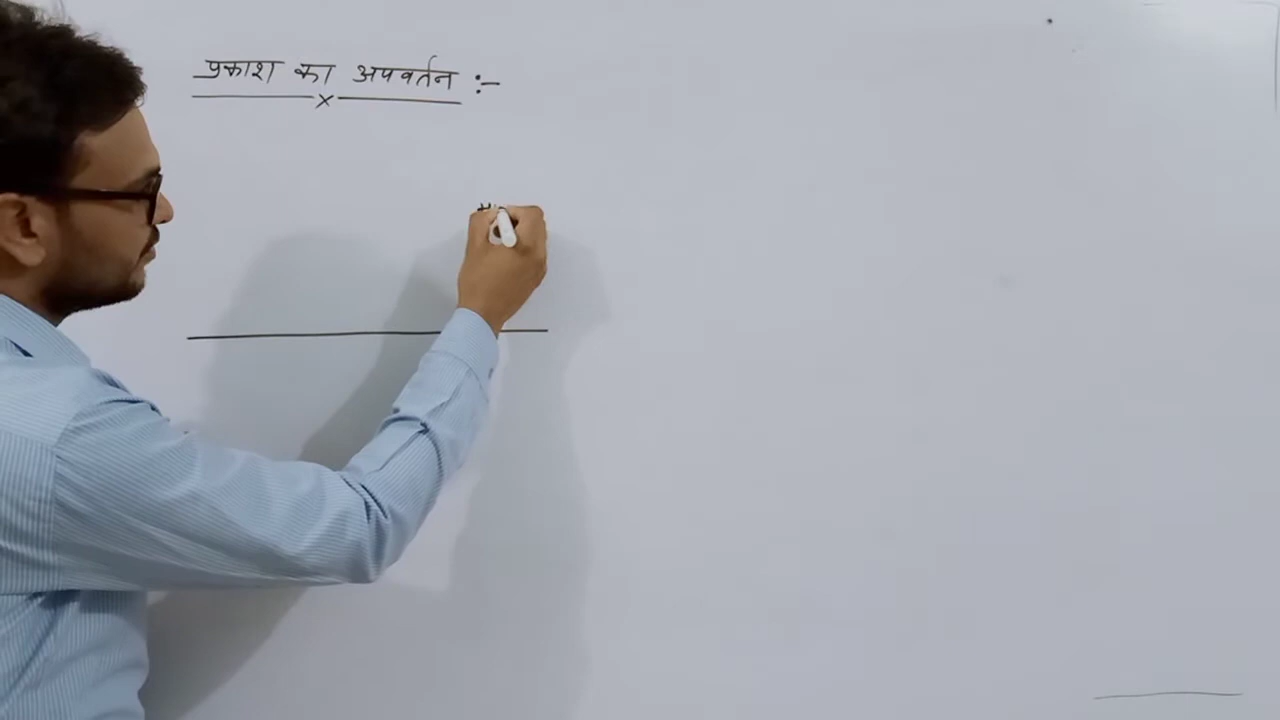 प्रकाश का अपवर्तन :-